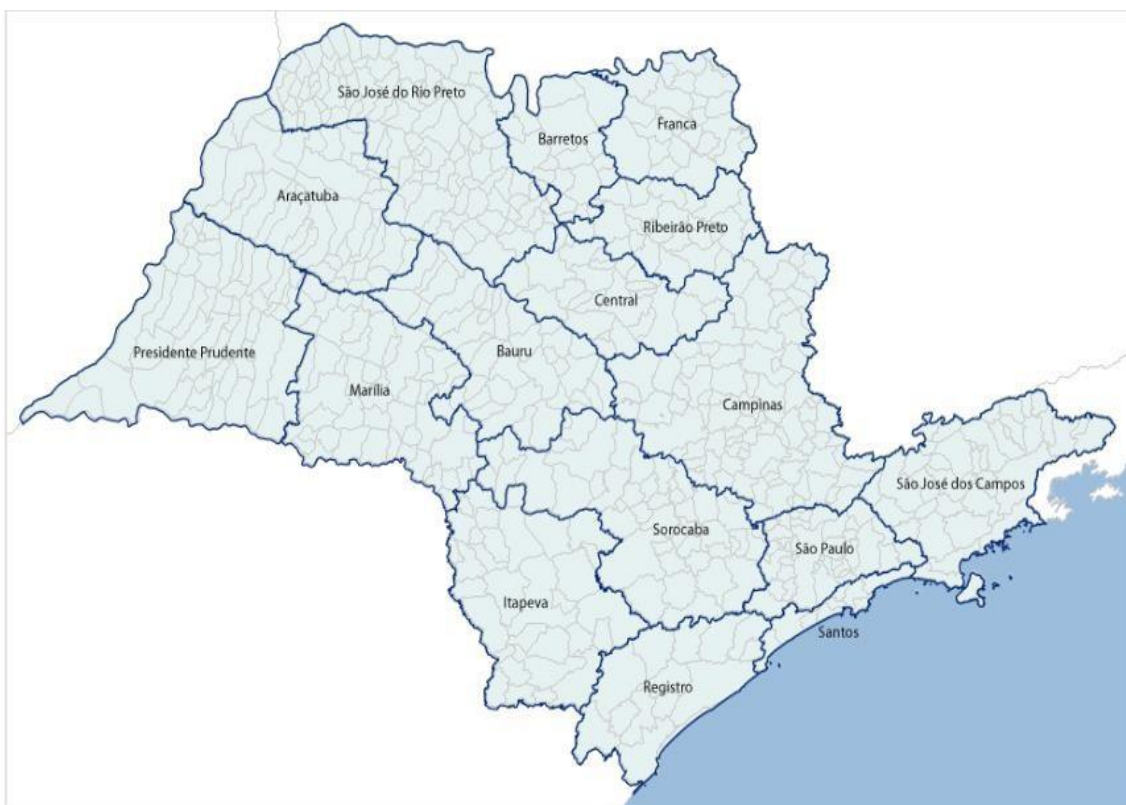 São José do Rio Preto
Barretos
Franca
Araçatuba
Ribeirão Preto
Central
Presidente Prudente
Bauru
Marília
Campinas
São José dos Campos
Sorocaba
São Paulo
Itapeva
Santos
Registro